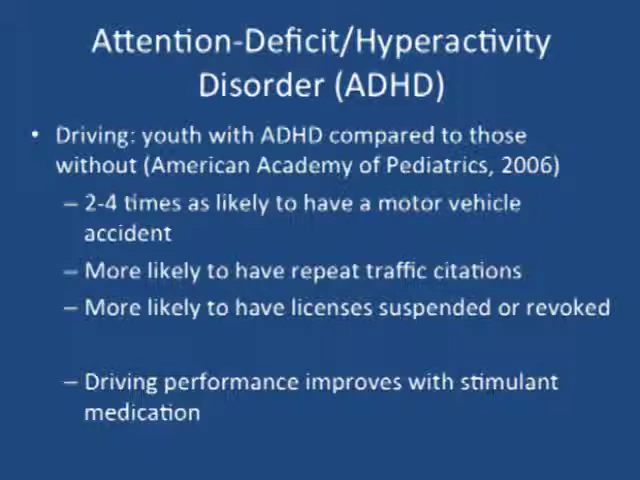 Attention-Deficit/Hyperactivity
Disorder (ADHD)
• Driving: youth with ADHD compared to those
without (American Academy of Pediatrics, 2006)
– 2-4 times as likely to have a motor vehicle
accident
– More likely to have repeat traffic citations
– More likely to have licenses suspended or revoked
– Driving performance improves with stimulant
medication